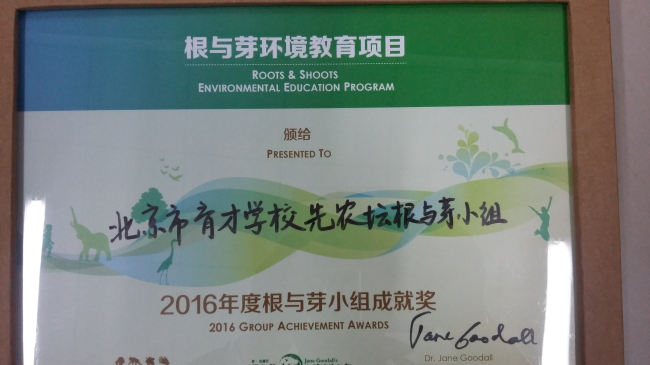 根与芽环境教育项目
ROOTS & SHOOTS
ENVIRONMENTAL EDUCATION PROGRAM
颁给
PRESENTED TO
北京市育才学校先农坛根与芽小组
2016年度根与芽小组成就奖
2016 GROUP ACHIEVEMENT AWARDS
Jane Goodall
Dr. Jane Goodall
Jane Goodall's